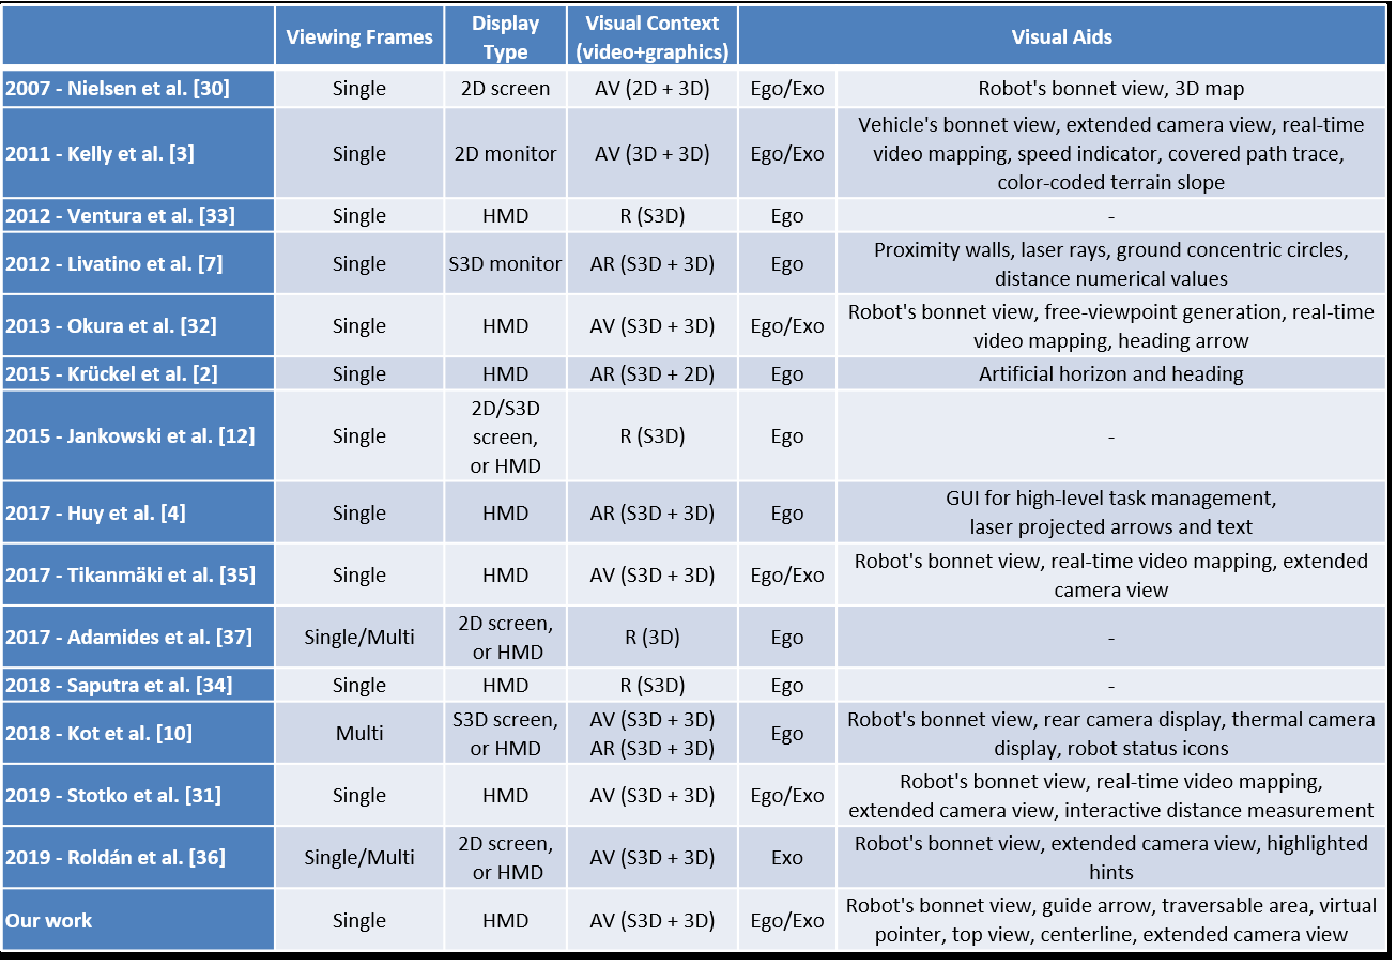 Viewing Frames
Display
Type
Visual Context
(video+graphics)
Visual Aids
2007 - Nielsen et al. [30]
Single
2D screen
AV (2D + 3D)
Ego/Exo
Robot's bonnet view, 3D map
2011 - Kelly et al. [3]
Single
2D monitor
AV (3D + 3D)
Ego/Exo
Vehicle's bonnet view, extended camera view, real-time
video mapping, speed indicator, covered path trace,
color-coded terrain slope
2012 - Ventura et al. [33]
Single
HMD
R (S3D)
Ego
-
2012 - Livatino et al. [7]
Single
S3D monitor
AR (S3D + 3D)
Ego
Proximity walls, laser rays, ground concentric circles,
distance numerical values
2013 - Okura et al. [32]
Single
HMD
AV (S3D + 3D)
Ego/Exo
Robot's bonnet view, free-viewpoint generation, real-time
video mapping, heading arrow
2015 - Krückel et al. [2]
Single
HMD
AR (S3D + 2D)
Ego
Artificial horizon and heading
2015 - Jankowski et al. [12]
Single
2D/S3D
screen,
or HMD
R (S3D)
Ego
-
2017 - Huy et al. [4]
Single
HMD
AR (S3D + 3D)
Ego
GUI for high-level task management,
laser projected arrows and text
2017 - Tikanmäki et al. [35]
Single
HMD
AV (S3D + 3D)
Ego/Exo
Robot's bonnet view, real-time video mapping, extended
camera view
2017 - Adamides et al. [37]
Single/Multi
2D screen,
or HMD
R (3D)
Ego
-
2018 - Saputra et al. [34]
Single
HMD
R (S3D)
Ego
-
2018 - Kot et al. [10]
Multi
S3D screen,
or HMD
AV (S3D + 3D)
AR (S3D + 3D)
Ego
Robot's bonnet view, rear camera display, thermal camera
display, robot status icons
2019 - Stotko et al. [31]
Single
HMD
AV (S3D + 3D)
Ego/Exo
Robot's bonnet view, real-time video mapping,
extended camera view, interactive distance measurement
2019 - Roldán et al. [36]
Single/Multi
2D screen,
or HMD
AV (S3D + 3D)
Exo
Robot's bonnet view, extended camera view, highlighted
hints
Our work
Single
HMD
AV (S3D + 3D)
Ego/Exo
Robot's bonnet view, guide arrow, traversable area, virtual
pointer, top view, centerline, extended camera view